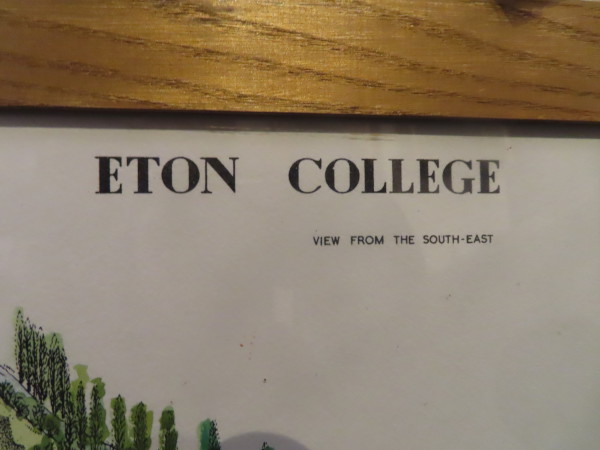 ETON COLLEGE
VIEW FROM THE SOUTH-EAST